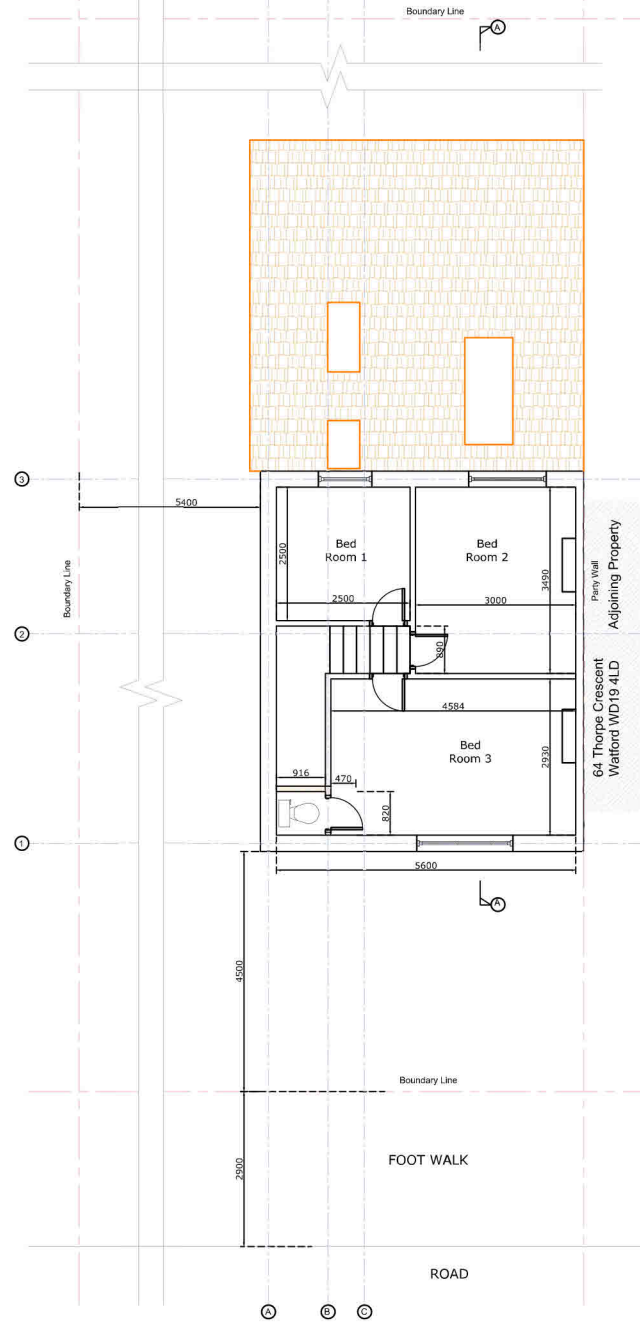 Boundary Line
A
3
5400
Bed
Room 1
Bed
Room 2
2500
2500
3000
3490
Party Wall
Adjoining Property
Boundary Line
2
890
64 Thorpe Crescent
Watford WD19 4LD
4584
Bed
Room 3
2930
916
470
820
1
5600
A
4500
Boundary Line
2900
FOOT WALK
ROAD
A
B
C